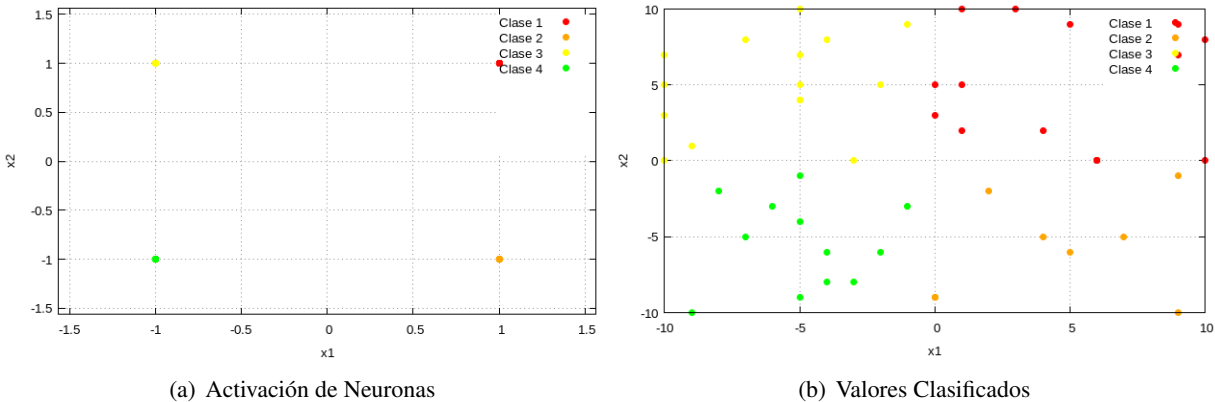 1.5
1
0.5
0
-0.5
-1
-1.5
x2
-1.5
-1
-0.5
0
0.5
1
1.5
x1
Clase 1
Clase 2
Clase 3
Clase 4
(a) Activación de Neuronas
10
5
0
-5
-10
x2
-10
-5
0
5
10
x1
Clase 1
Clase 2
Clase 3
Clase 4
(b) Valores Clasificados